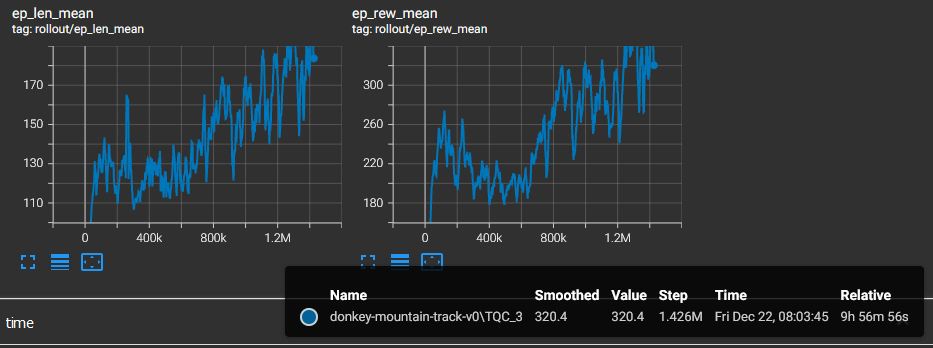 ep_len_mean
tag: rollout/ep_len_mean
170
150
130
110
0 400k 800k 1.2M
ep_rew_mean
tag: rollout/ep_rew_mean
300
260
220
180
0 400k 800k 1.2M
Name Smoothed Value Step Time Relative
donkey-mountain-track-v0\TQC_3 320.4 320.4 1.426M Fri Dec 22, 08:03:45 9h 56m 56s
time